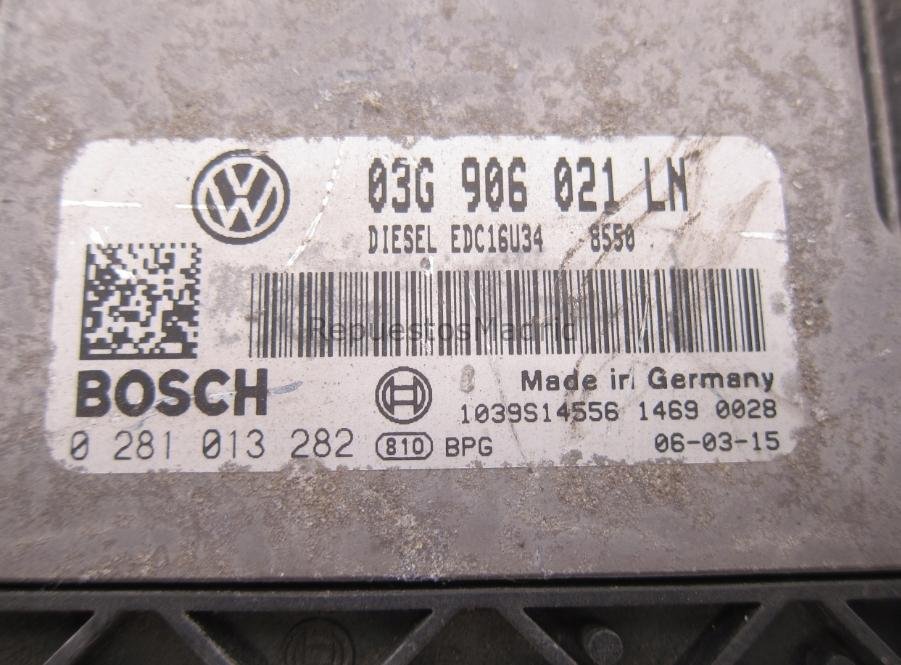 03G 906 021 LN
DIESEL EDC16U34 8550
RepuestosMadrid
BOSCH
Made in Germany
1039S14556 1469 0028
0 281 013 282 810 BPG 06-03-15